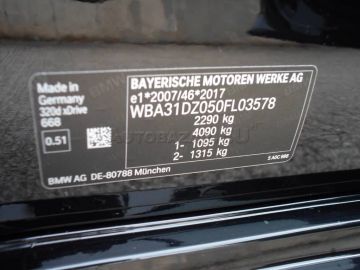 BAYERISCHE MOTOREN WERKE AG
e1*2007/46*2017
WBA31DZ050FL03578
2290 kg
4090 kg
1- 1095 kg
2- 1315 kg
Made in
Germany
320d xDrive
668
0.51
BMW AG DE-80788 München